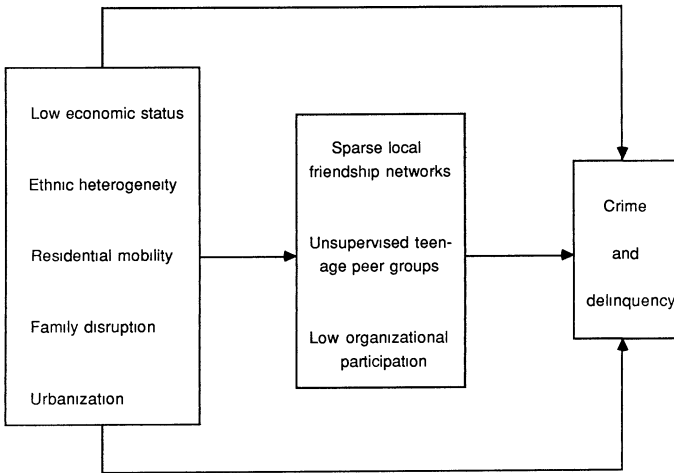 Low economic status
Ethnic heterogeneity
Residential mobility
Family disruption
Urbanization
Sparse local
friendship networks
Unsupervised teen-
age peer groups
Low organizational
participation
Crime
and
delinquency